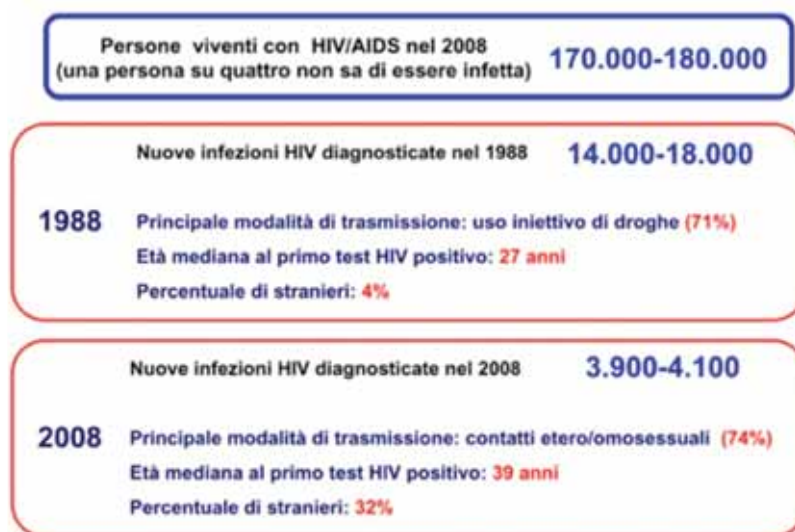 Persone viventi con HIV/AIDS nel 2008
(una persona su quattro non sa di essere infetta)
170.000-180.000
Nuove infezioni HIV diagnosticate nel 1988 14.000-18.000
1988
Principale modalità di trasmissione: uso iniettivo di droghe (71%)
Età mediana al primo test HIV positivo: 27 anni
Percentuale di stranieri: 4%
Nuove infezioni HIV diagnosticate nel 2008 3.900-4.100
2008
Principale modalità di trasmissione: contatti etero/omosessuali (74%)
Età mediana al primo test HIV positivo: 39 anni
Percentuale di stranieri: 32%